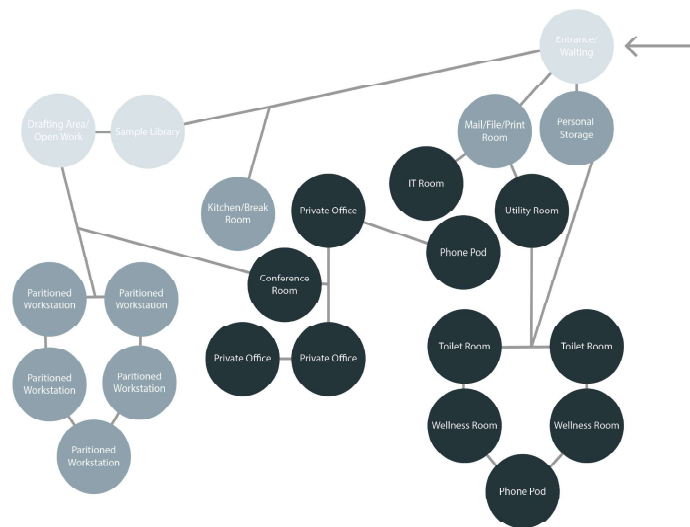 Entrance/
Waiting
Drafting Area/
Open Work
Sample Library
Mail/File/Print
Room
Personal
Storage
IT Room
Utility Room
Kitchen/Break
Room
Private Office
Phone Pod
Conference
Room
Paritioned
Workstation
Paritioned
Workstation
Private Office
Private Office
Toilet Room
Toilet Room
Paritioned
Workstation
Paritioned
Workstation
Wellness Room
Wellness Room
Paritioned
Workstation
Phone Pod